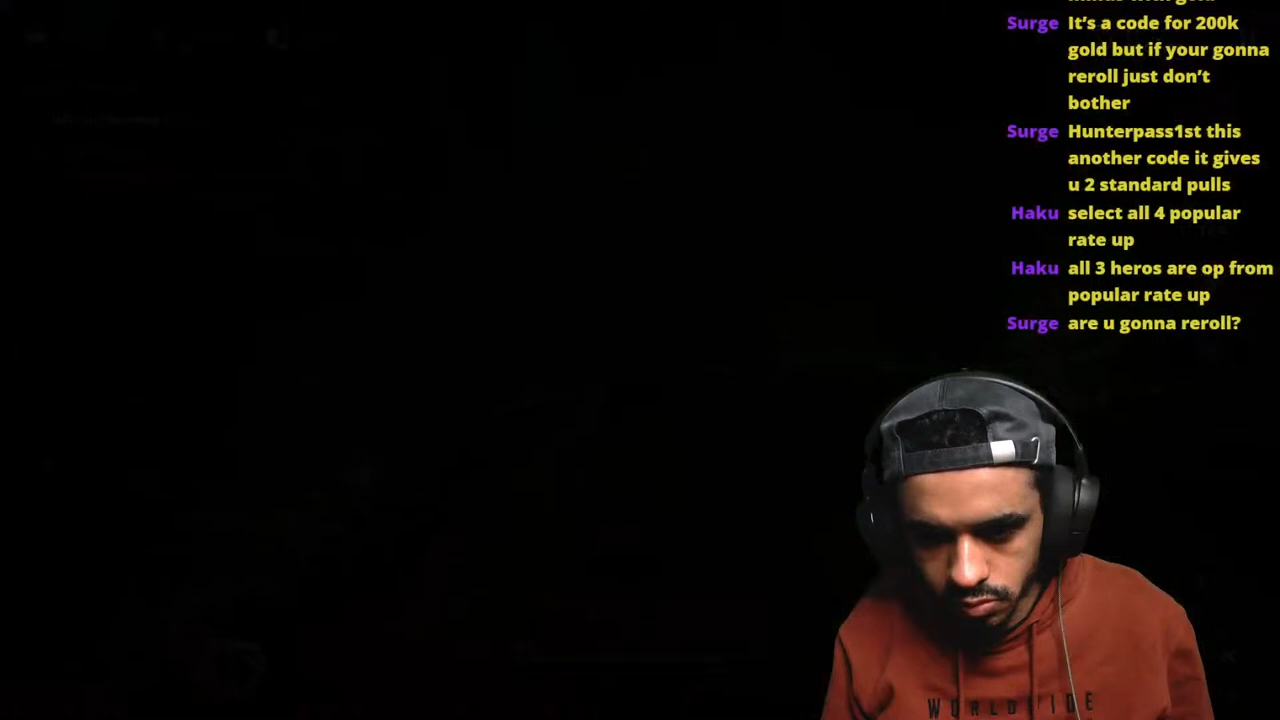 Surge It's a code for 200k
gold but if your gonna
reroll just don't
bother
Surge Hunterpass1st this
another code it gives
u 2 standard pulls
Haku select all 4 popular
rate up
Haku all 3 heros are op from
popular rate up
Surge are u gonna reroll?
WORLDWIDE